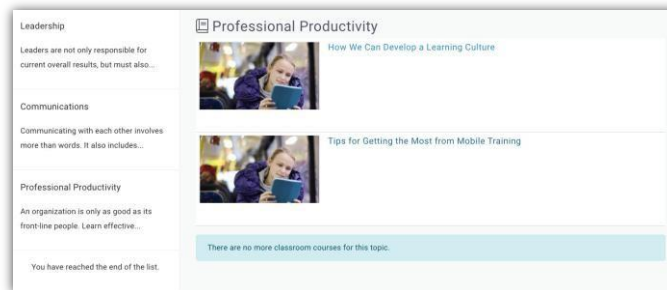 Leadership
Leaders are not only responsible for
current overall results, but must also...
Communications
Communicating with each other involves
more than words. It also includes...
Professional Productivity
An organization is only as good as its
front-line people. Learn effective...
You have reached the end of the list.
Professional Productivity
How We Can Develop a Learning Culture
Tips for Getting the Most from Mobile Training
There are no more classroom courses for this topic.